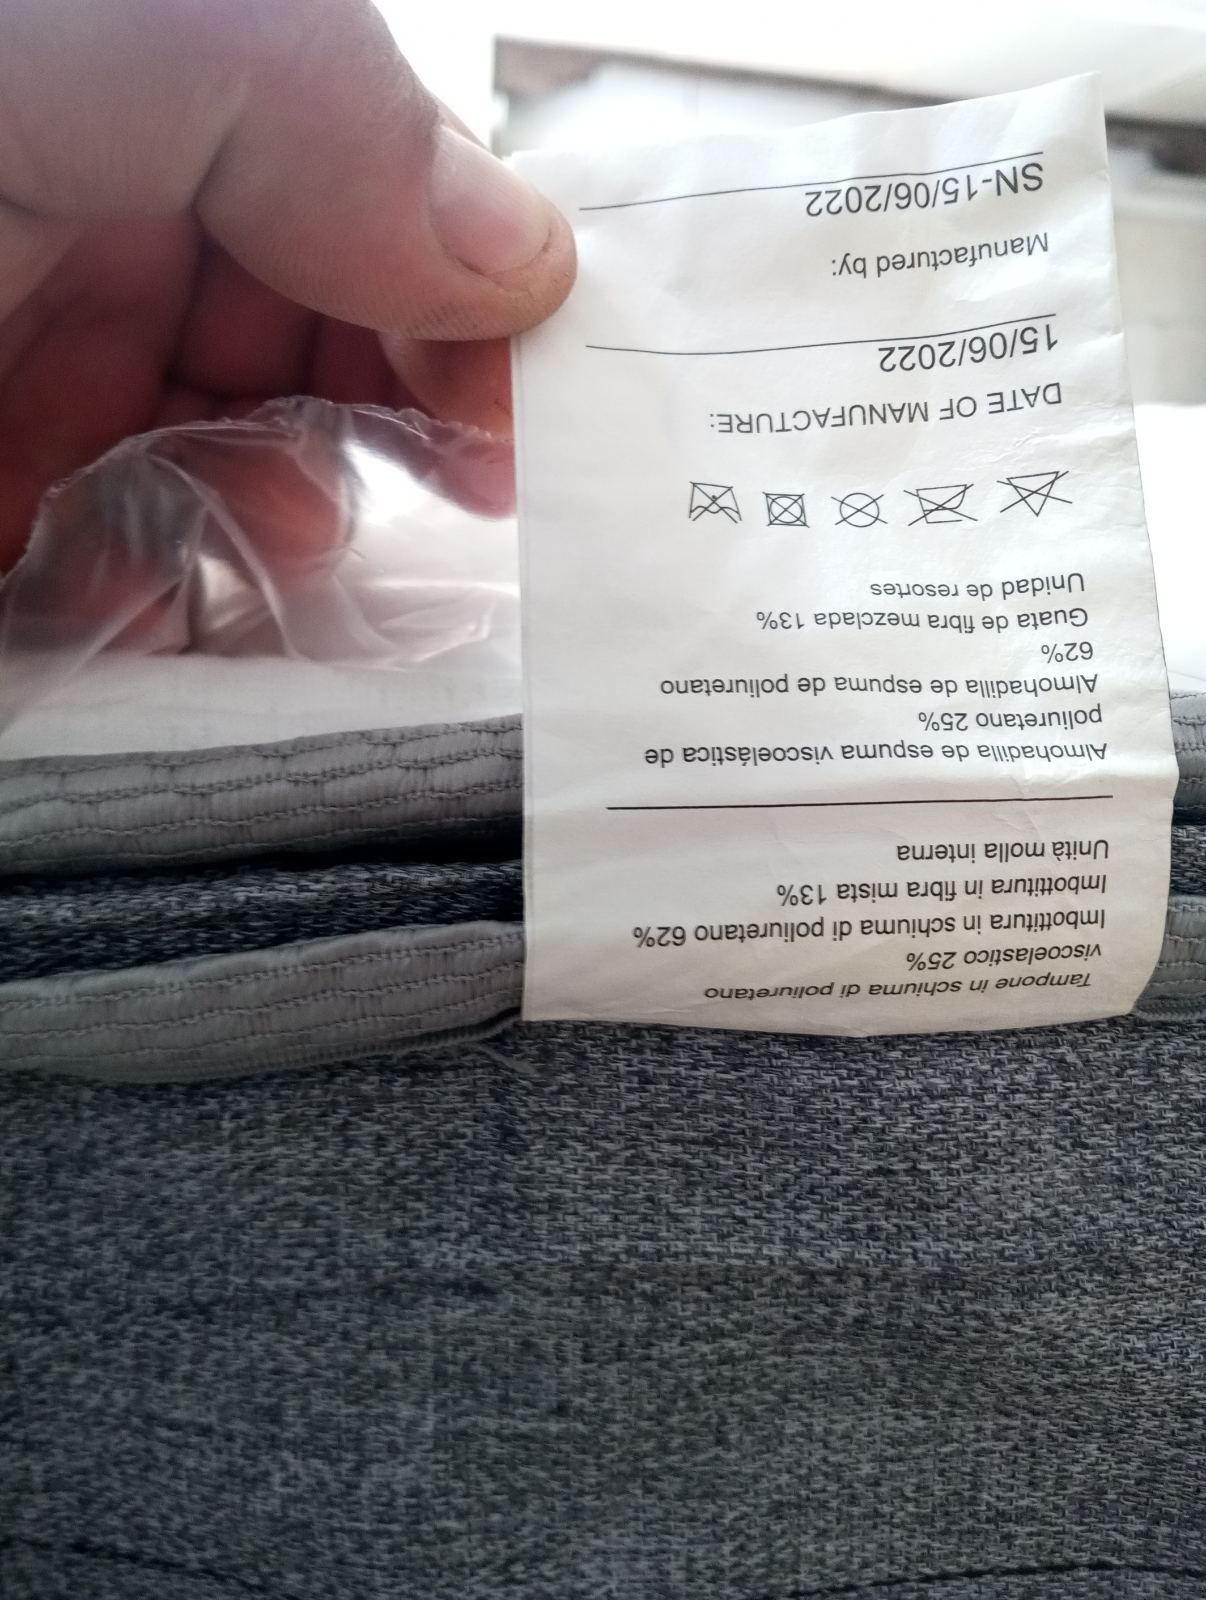 Tampone in schiuma di poliuretano
viscoelastico 25%
Imbottitura in schiuma di poliuretano 62%
Imbottitura in fibra mista 13%
Unità molla interna
Almohadilla de espuma viscoelástica de
poliuretano 25%
Almohadilla de espuma de poliuretano
62%
Guata de fibra mezclada 13%
Unidad de resortes
DATE OF MANUFACTURE:
15/06/2022
Manufactured by:
SN-15/06/2022